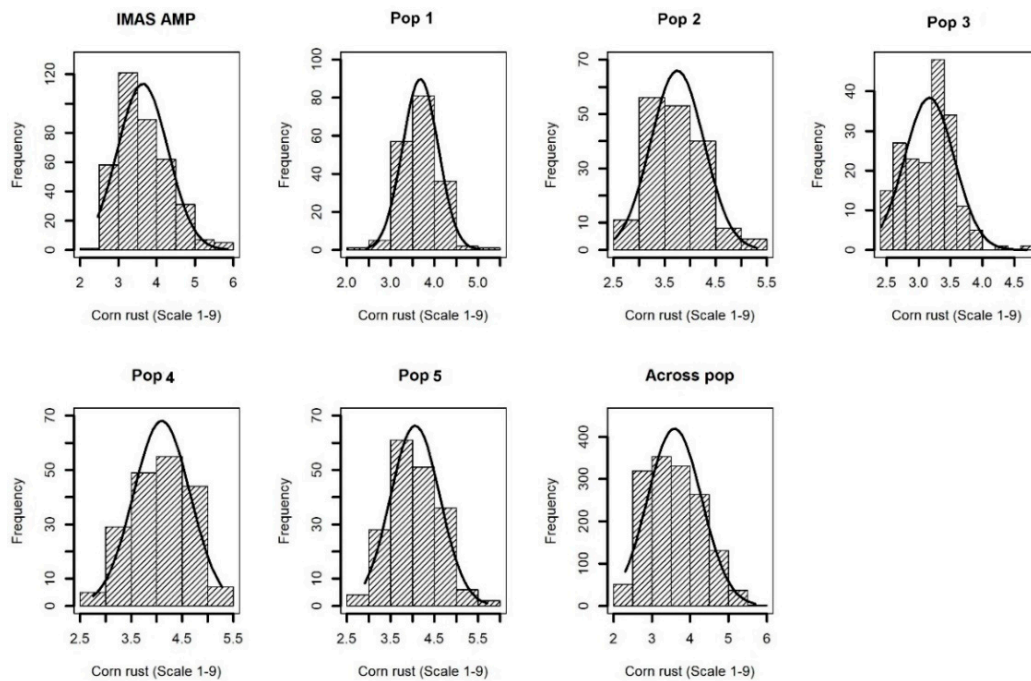 IMAS AMP
Frequency
120
80
60
40
20
0
2 3 4 5 6
Corn rust (Scale 1-9)
Pop 1
Frequency
100
80
60
40
20
0
2.0 3.0 4.0 5.0
Corn rust (Scale 1-9)
Pop 2
Frequency
70
50
30
10
0
2.5 3.5 4.5 5.5
Corn rust (Scale 1-9)
Pop 3
Frequency
40
30
20
10
0
2.5 3.0 3.5 4.0 4.5
Corn rust (Scale 1-9)
Pop 4
Frequency
70
50
30
10
0
2.5 3.5 4.5 5.5
Corn rust (Scale 1-9)
Pop 5
Frequency
70
50
30
10
0
2.5 3.5 4.5 5.5
Corn rust (Scale 1-9)
Across pop
Frequency
400
300
200
100
0
2 3 4 5 6
Corn rust (Scale 1-9)